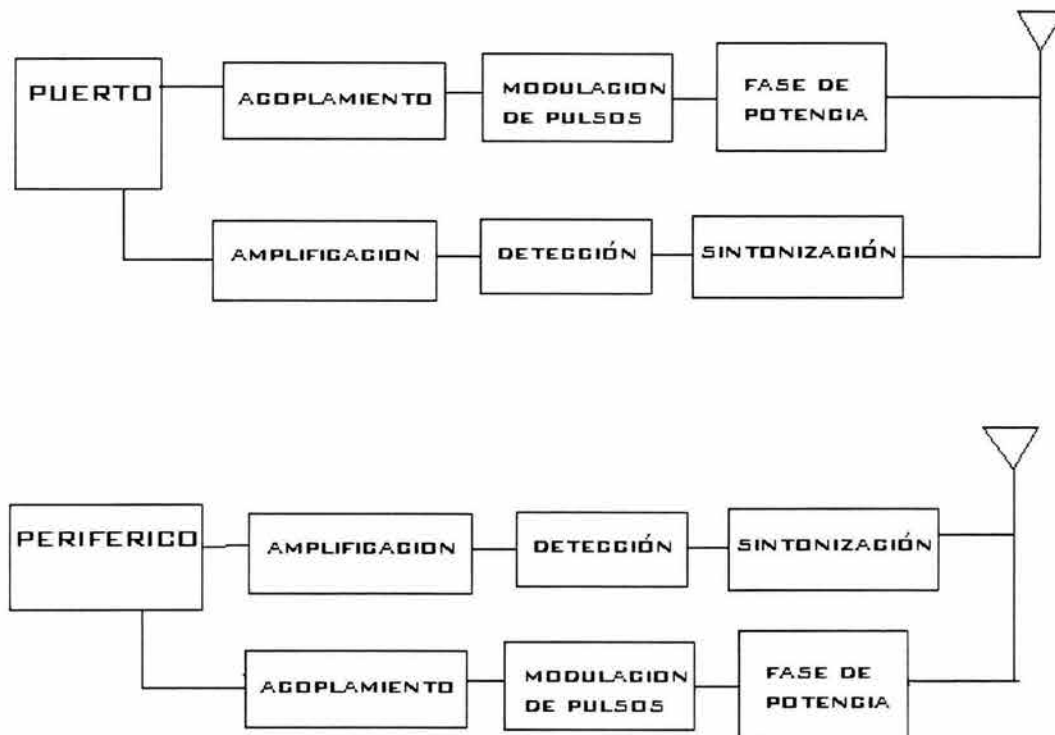 PUERTO
ACOPLAMIENTO
MODULACION
DE PULSOS
FASE DE
POTENCIA
AMPLIFICACION
DETECCIÓN
SINTONIZACIÓN
PERIFERICO
AMPLIFICACION
DETECCIÓN
SINTONIZACIÓN
ACOPLAMIENTO
MODULACIÓN
DE PULSOS
FASE DE
POTENCIA